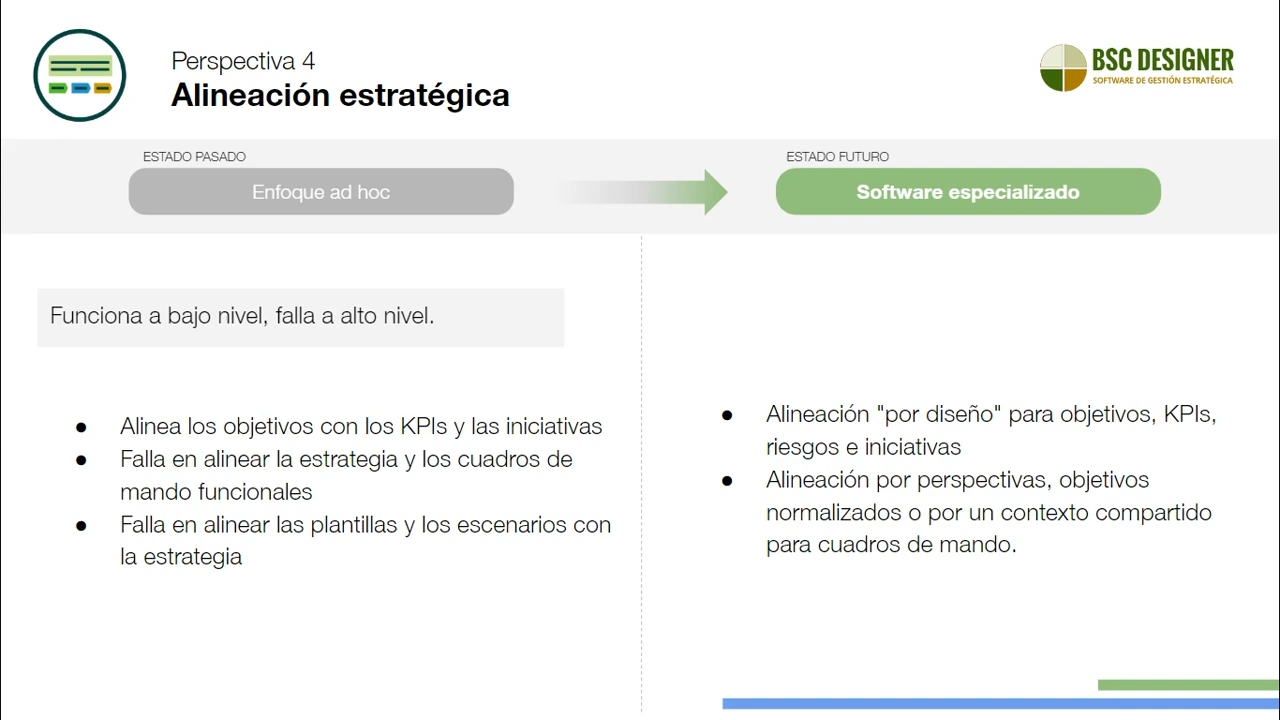 Perspectiva 4
Alineación estratégica
BSC DESIGNER
SOFTWARE DE GESTIÓN ESTRATÉGICA
ESTADO PASADO
Enfoque ad hoc
ESTADO FUTURO
Software especializado
Funciona a bajo nivel, falla a alto nivel.
● Alinea los objetivos con los KPIs y las iniciativas
● Falla en alinear la estrategia y los cuadros de
mando funcionales
● Falla en alinear las plantillas y los escenarios con
la estrategia
● Alineación "por diseño" para objetivos, KPIs,
riesgos e iniciativas
● Alineación por perspectivas, objetivos
normalizados o por un contexto compartido
para cuadros de mando.